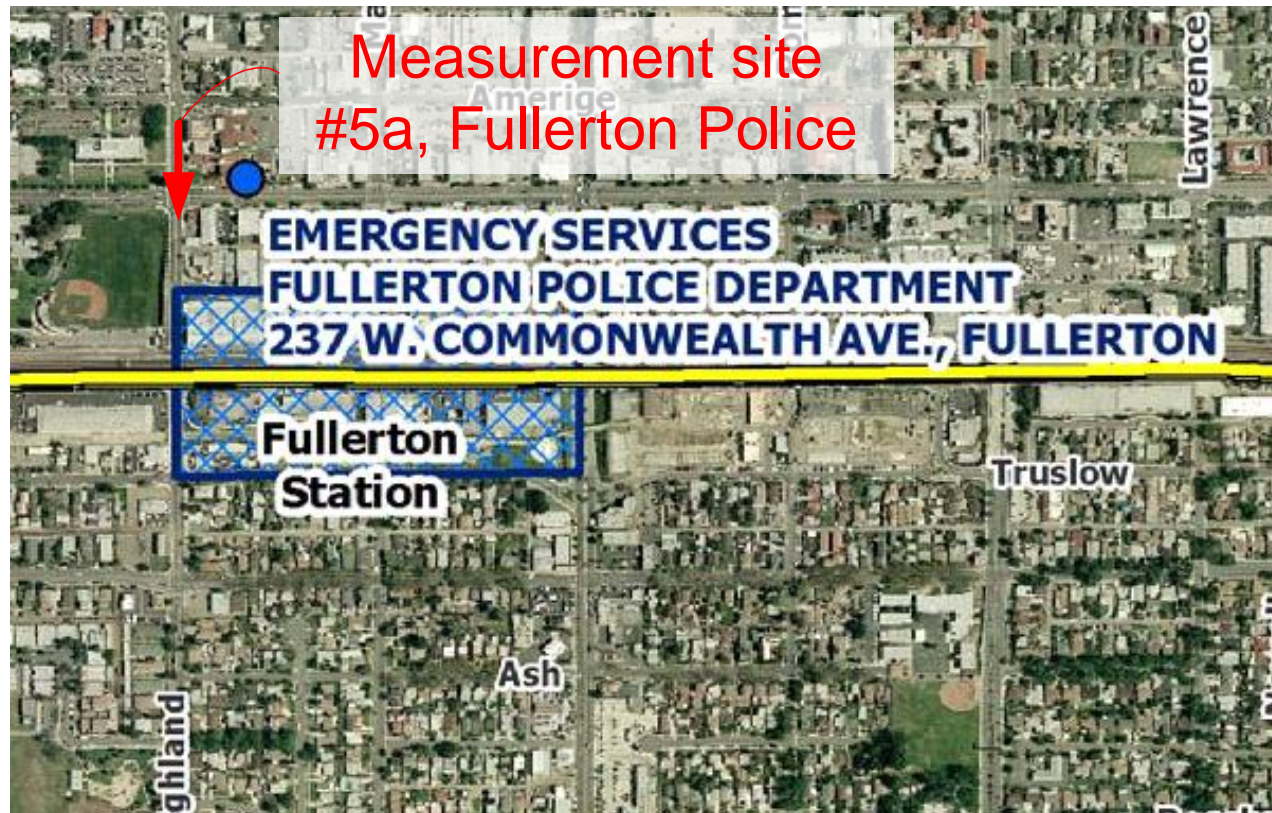 Measurement site
#5a, Fullerton Police
Amerige
Lawrence
EMERGENCY SERVICES
FULLERTON POLICE DEPARTMENT
237 W. COMMONWEALTH AVE., FULLERTON
Fullerton
Station
Truslow
Ash
ghland